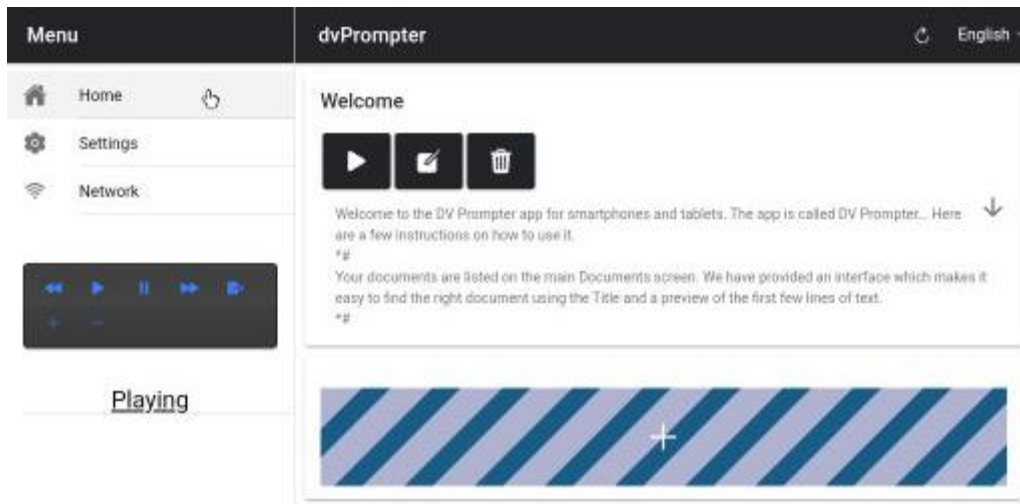 Menu
dvPrompter
English
Home
Settings
Network
Playing
Welcome
Welcome to the DV Prompter app for smartphones and tablets. The app is called DV Prompter... Here
are a few instructions on how to use it.
*#
Your documents are listed on the main Documents screen. We have provided an interface which makes it
easy to find the right document using the Title and a preview of the first few lines of text.
*#